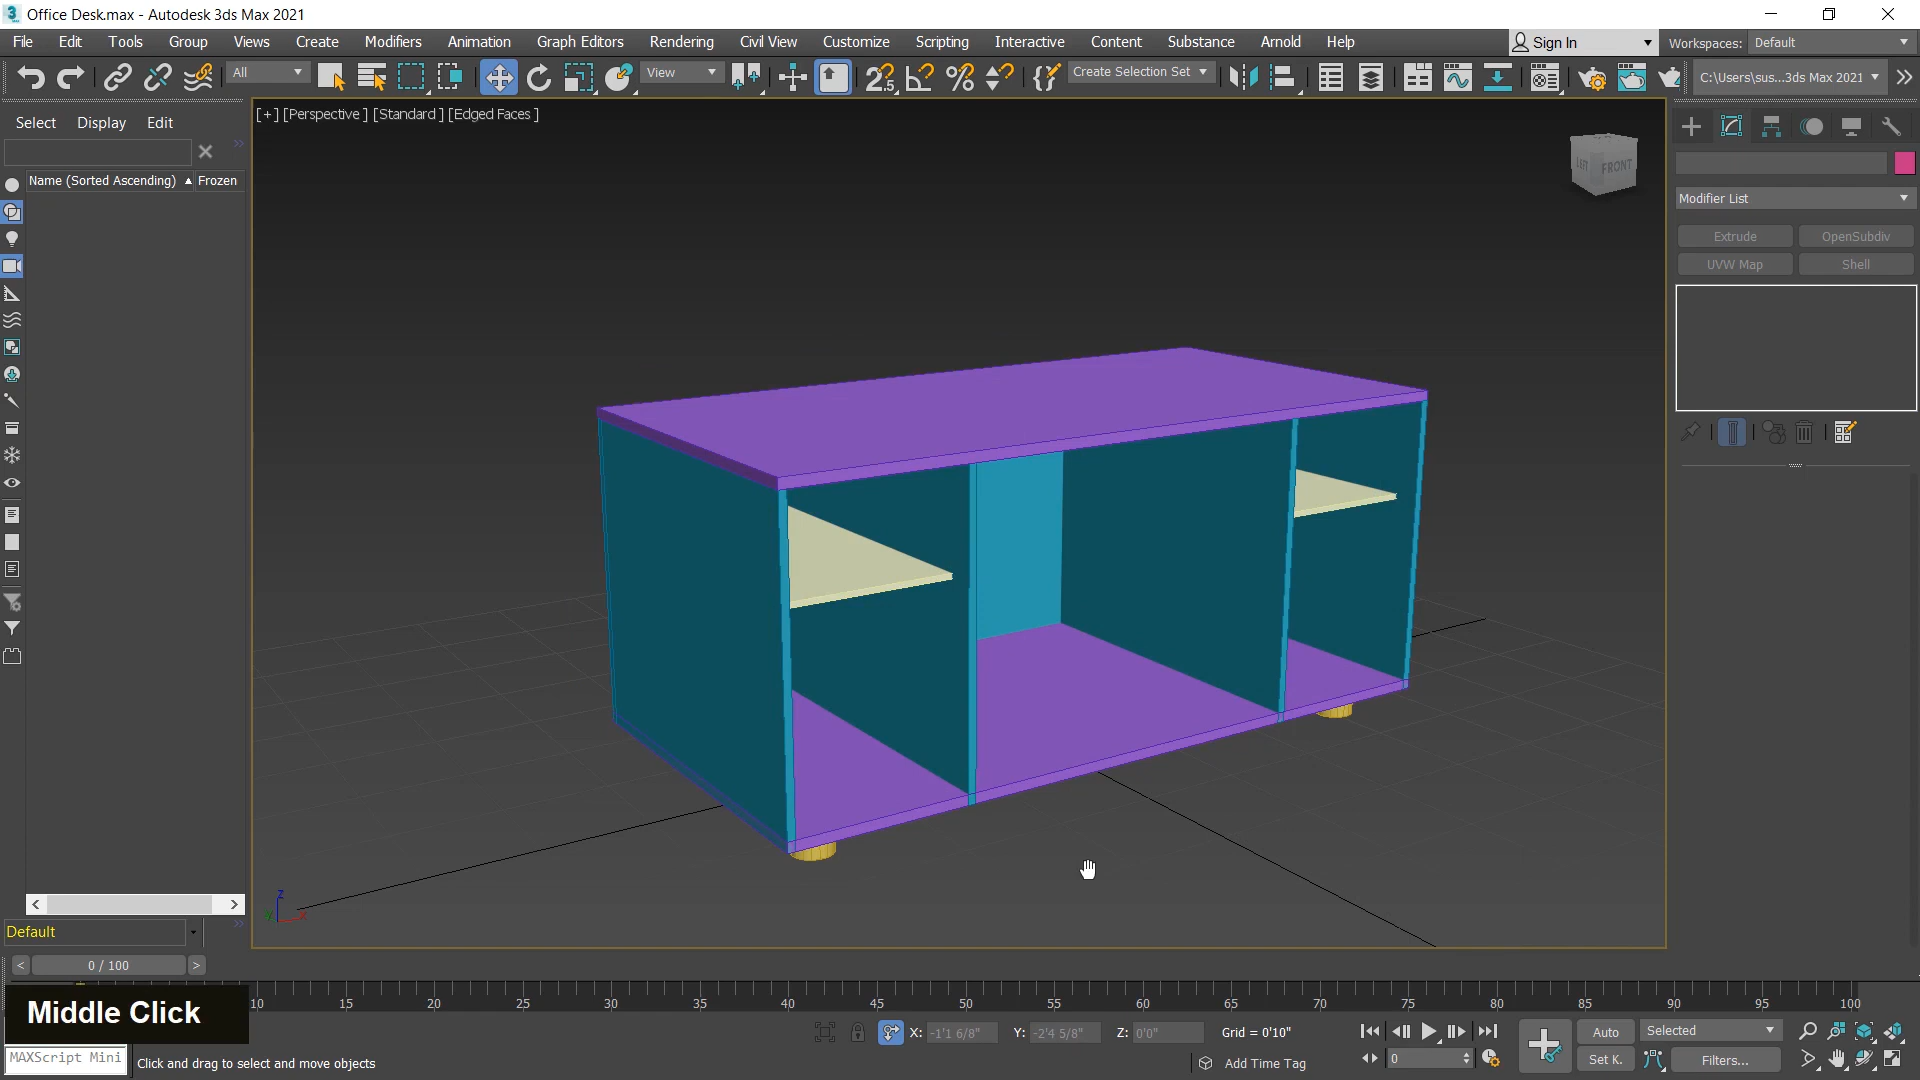 Office Desk.max - Autodesk 3ds Max 2021
File Edit Tools Group Views Create Modifiers Animation Graph Editors Rendering Civil View Customize Scripting Interactive Content Substance Arnold Help Sign In Workspaces: Default
All View Create Selection Set C:\Users\sus...3ds Max 2021
Select Display Edit
[+] [Perspective ] [Standard ] [Edged Faces ]
Name (Sorted Ascending) Frozen
LEFT FRONT
Modifier List
Extrude OpenSubdiv
UVW Map Shell
z
y x
Default
0 / 100
10 15 20 25 30 35 40 45 50 55 60 65 70 75 80 85 90 95 100
Middle Click
X: -1'1 6/8" Y: -2'4 5/8" Z: 0'0" Grid = 0'10" Auto Selected
MAXScript Mini Click and drag to select and move objects Add Time Tag 0 Set K. Filters...